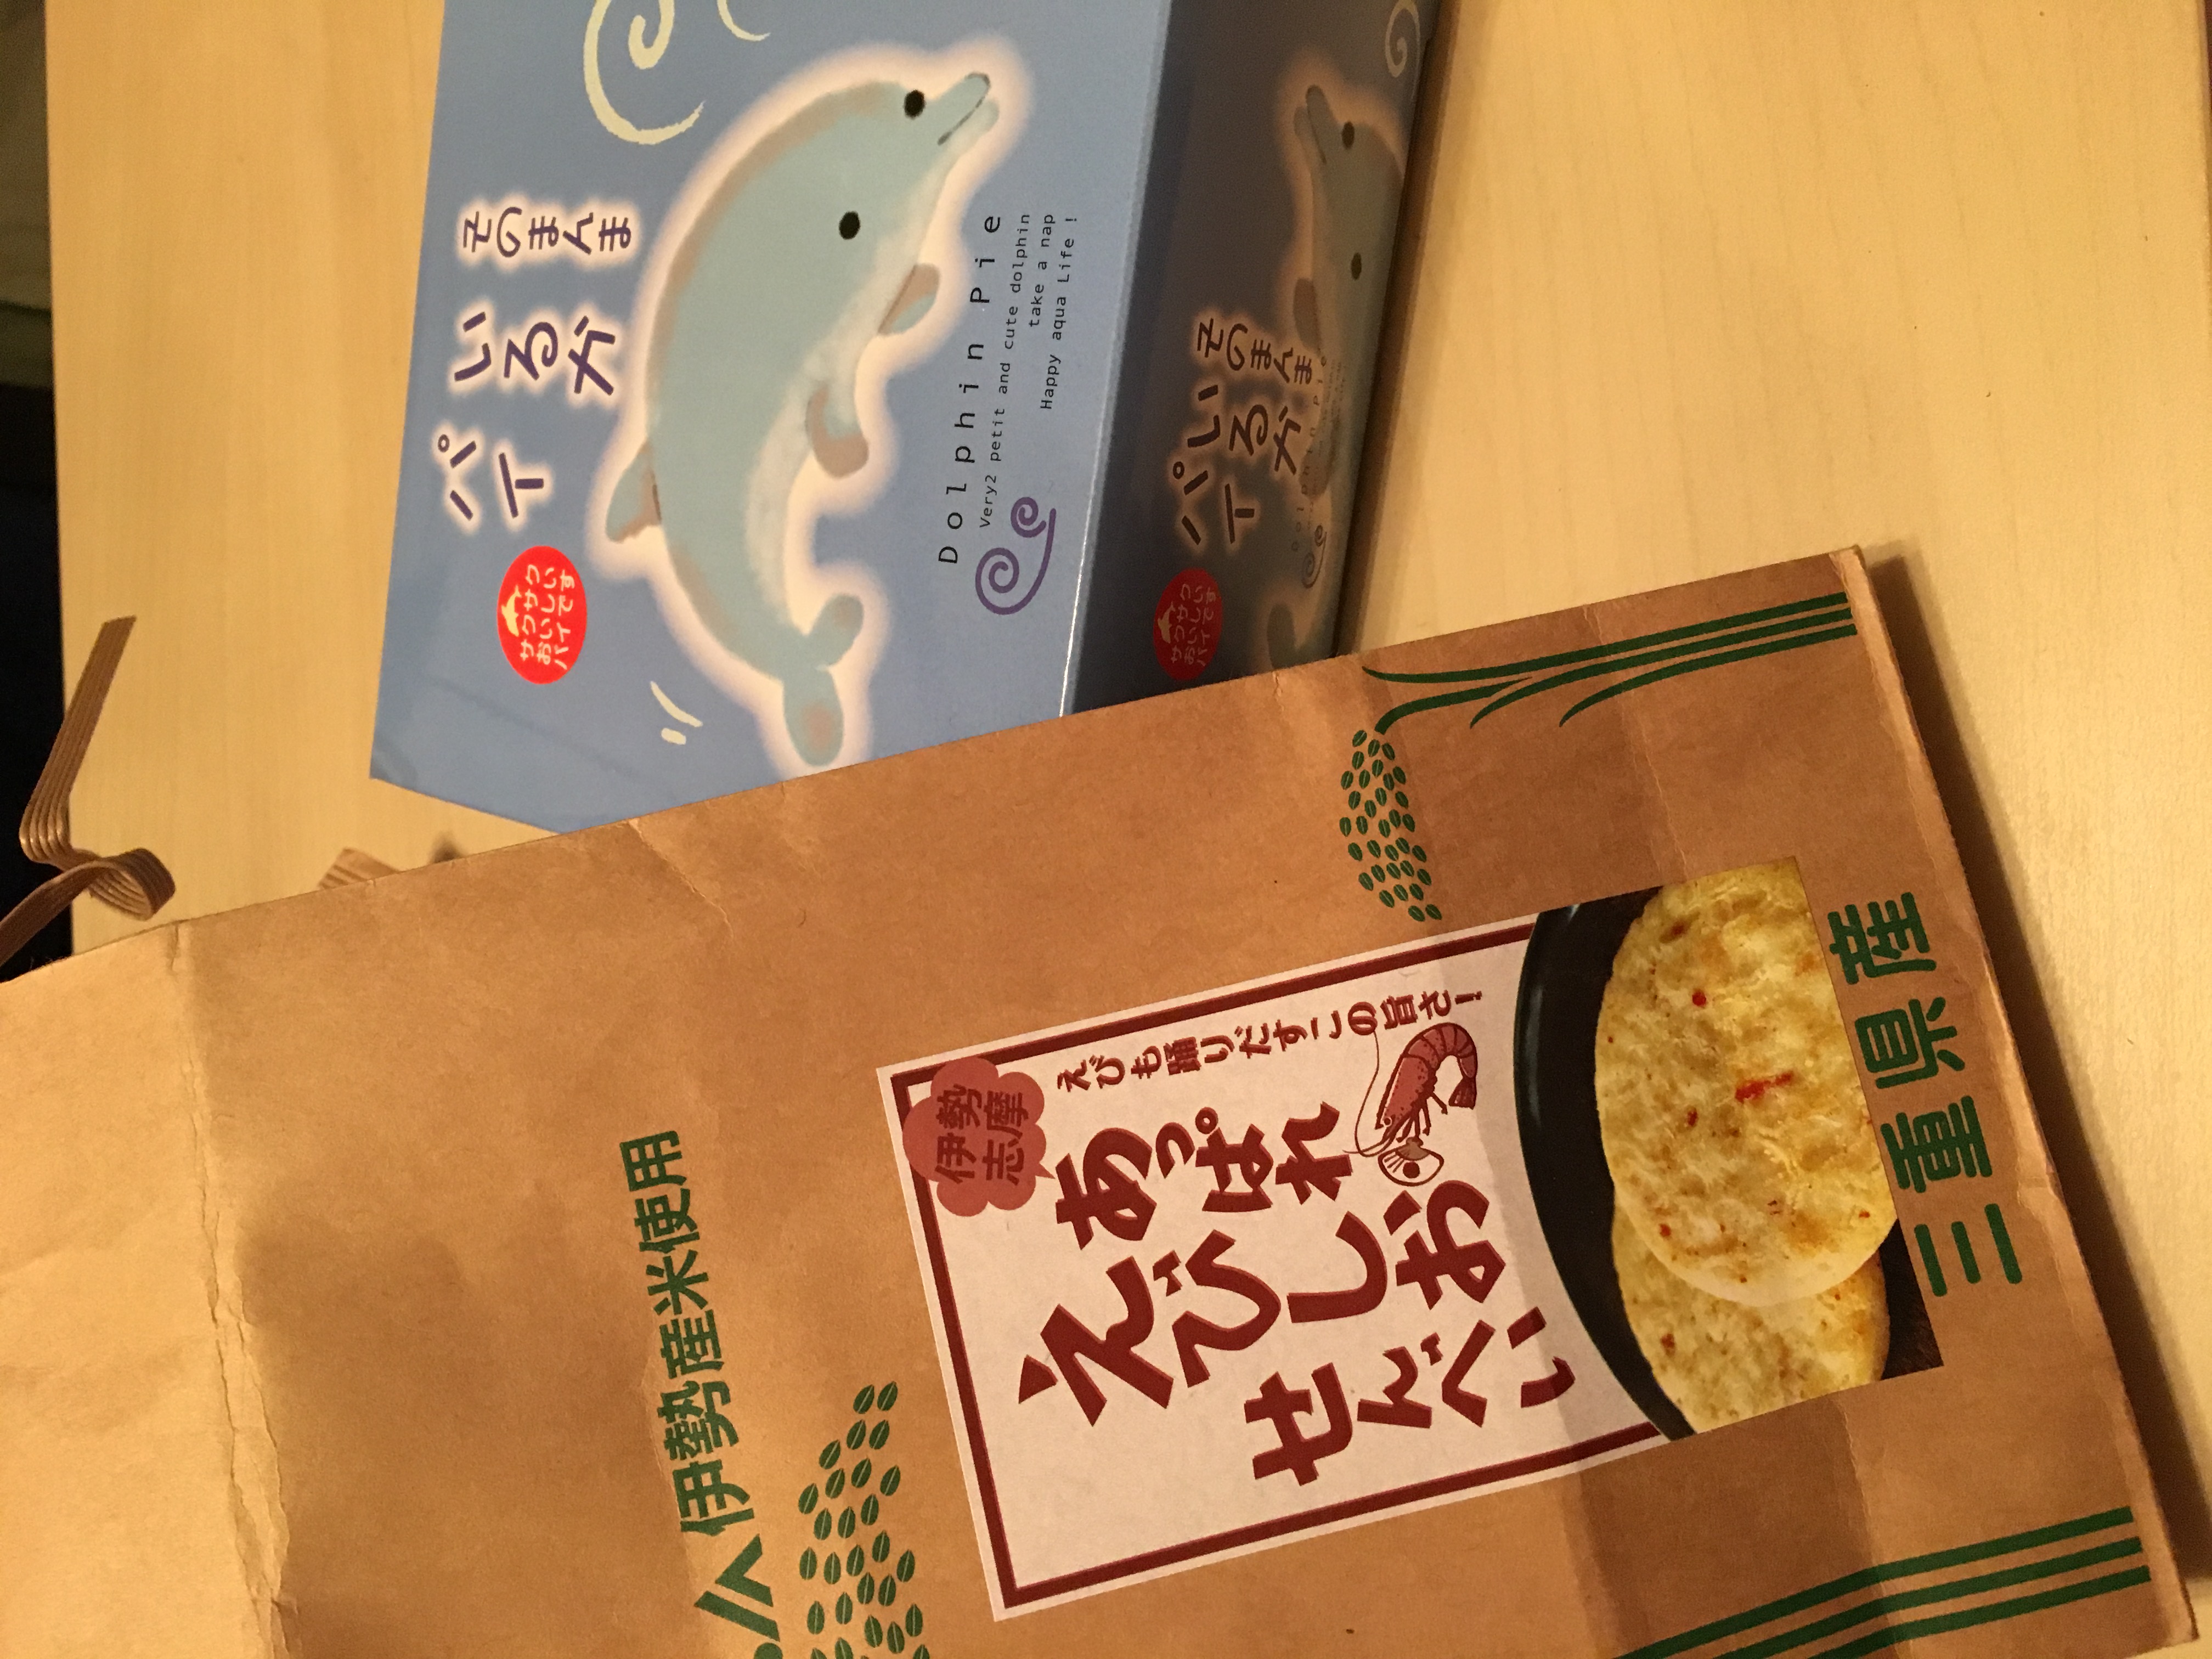 そのまんま
いるか
パイ
サクサク
おいしい
パイです
Dolphin Pie
Very2 petit and cute dolphin
take a nap
Happy aqua Life!
そのまんま
いるか
パイ
サクサク
おいしい
パイです
伊勢産米使用
伊勢
志摩
えびも踊りだすこの旨さ!
あっぱれ
えびしお
せんべい
三重県産